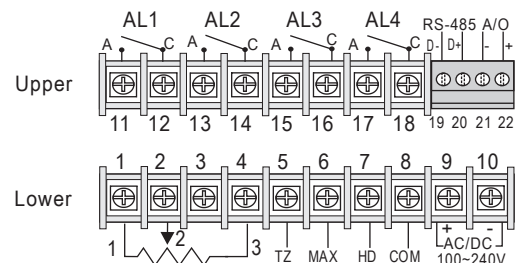 AL1 AL2 AL3 AL4 RS-485 A/O
A C A C A C A C D- D+ - +
Upper
11 12 13 14 15 16 17 18 19 20 21 22
1 2 3 4 5 6 7 8 9 10
Lower
+ -
1 2 3 TZ MAX HD COM AC/DC
100~240V